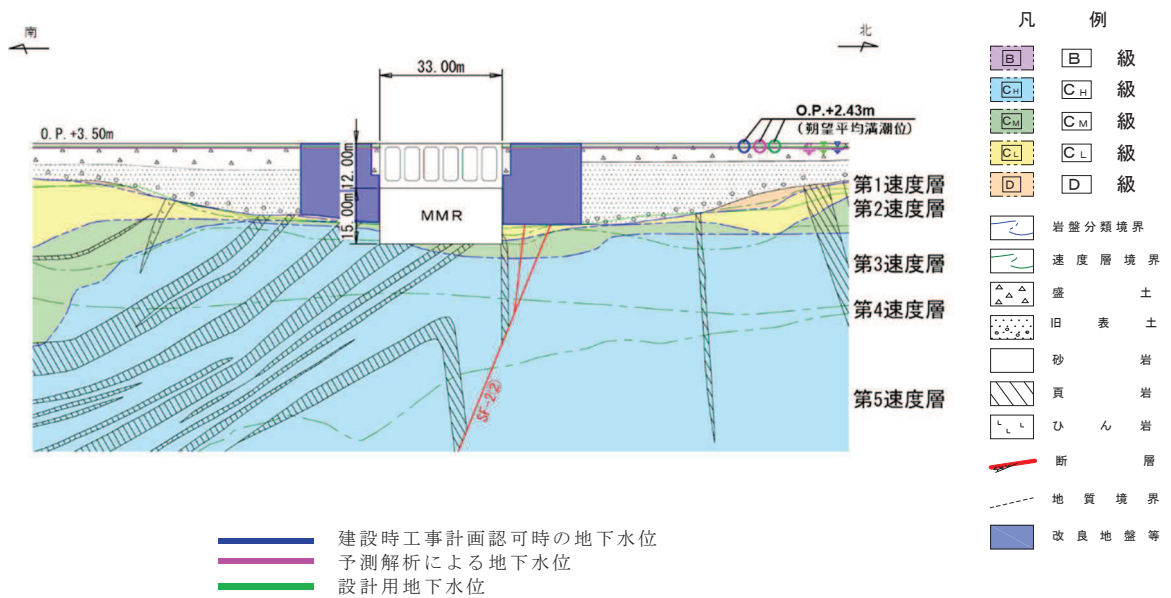 南
北
33.00m
O.P.+3.50m
12.00m
15.00m
MMR
O.P.+2.43m
(朔望平均満潮位)
第1速度層
第2速度層
第3速度層
第4速度層
第5速度層
SF-2②
凡 例
B B 級
CH CH 級
CM CM 級
CL CL 級
D D 級
岩盤分類境界
速度層境界
盛土
旧表土
砂岩
頁岩
ひん岩
断層
地質境界
改良地盤等
建設時工事計画認可時の地下水位
予測解析による地下水位
設計用地下水位